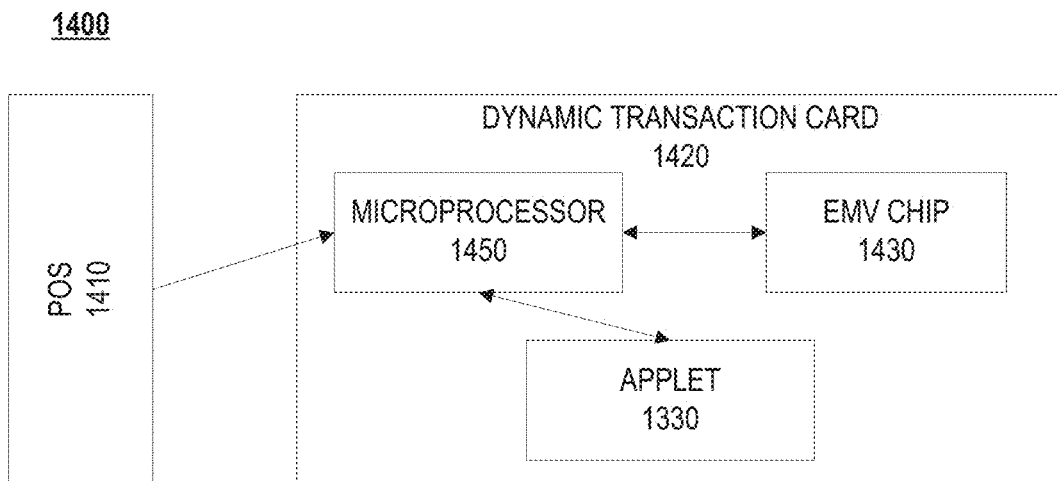 1400
DYNAMIC TRANSACTION CARD
1420
MICROPROCESSOR
1450
EMV CHIP
1430
POS
1410
APPLET
1330